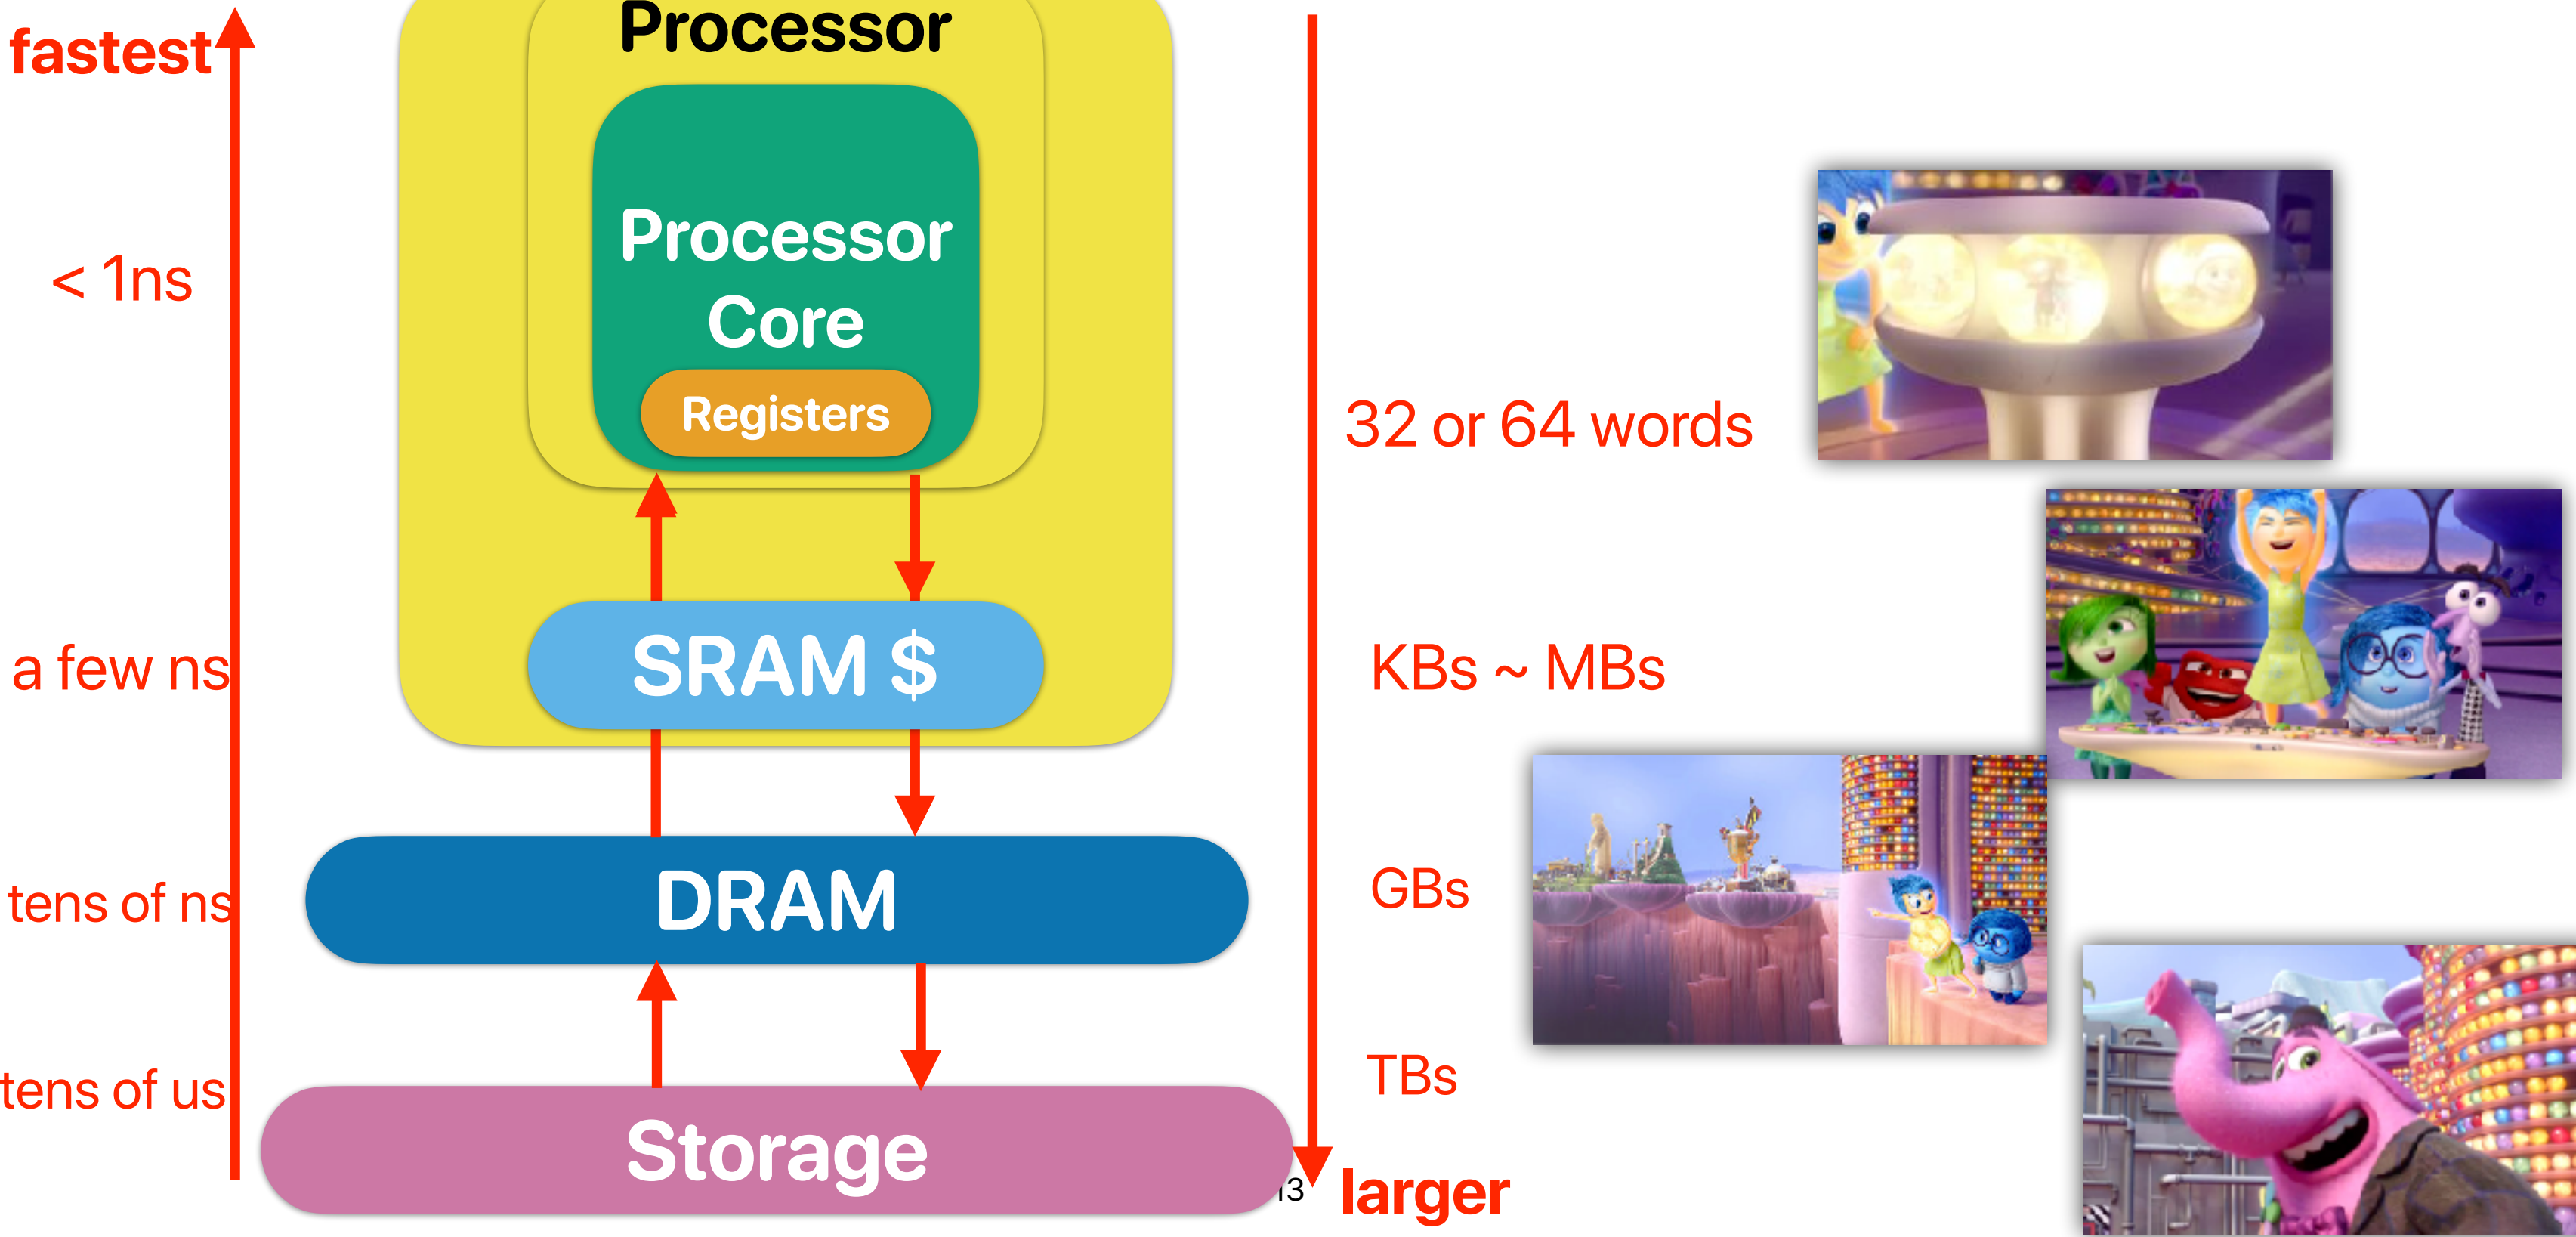 fastest
Processor
Processor
Core
< 1ns
Registers
32 or 64 words
a few ns
SRAM $
KBs ~ MBs
tens of ns
DRAM
GBs
tens of us
TBs
Storage
13
larger